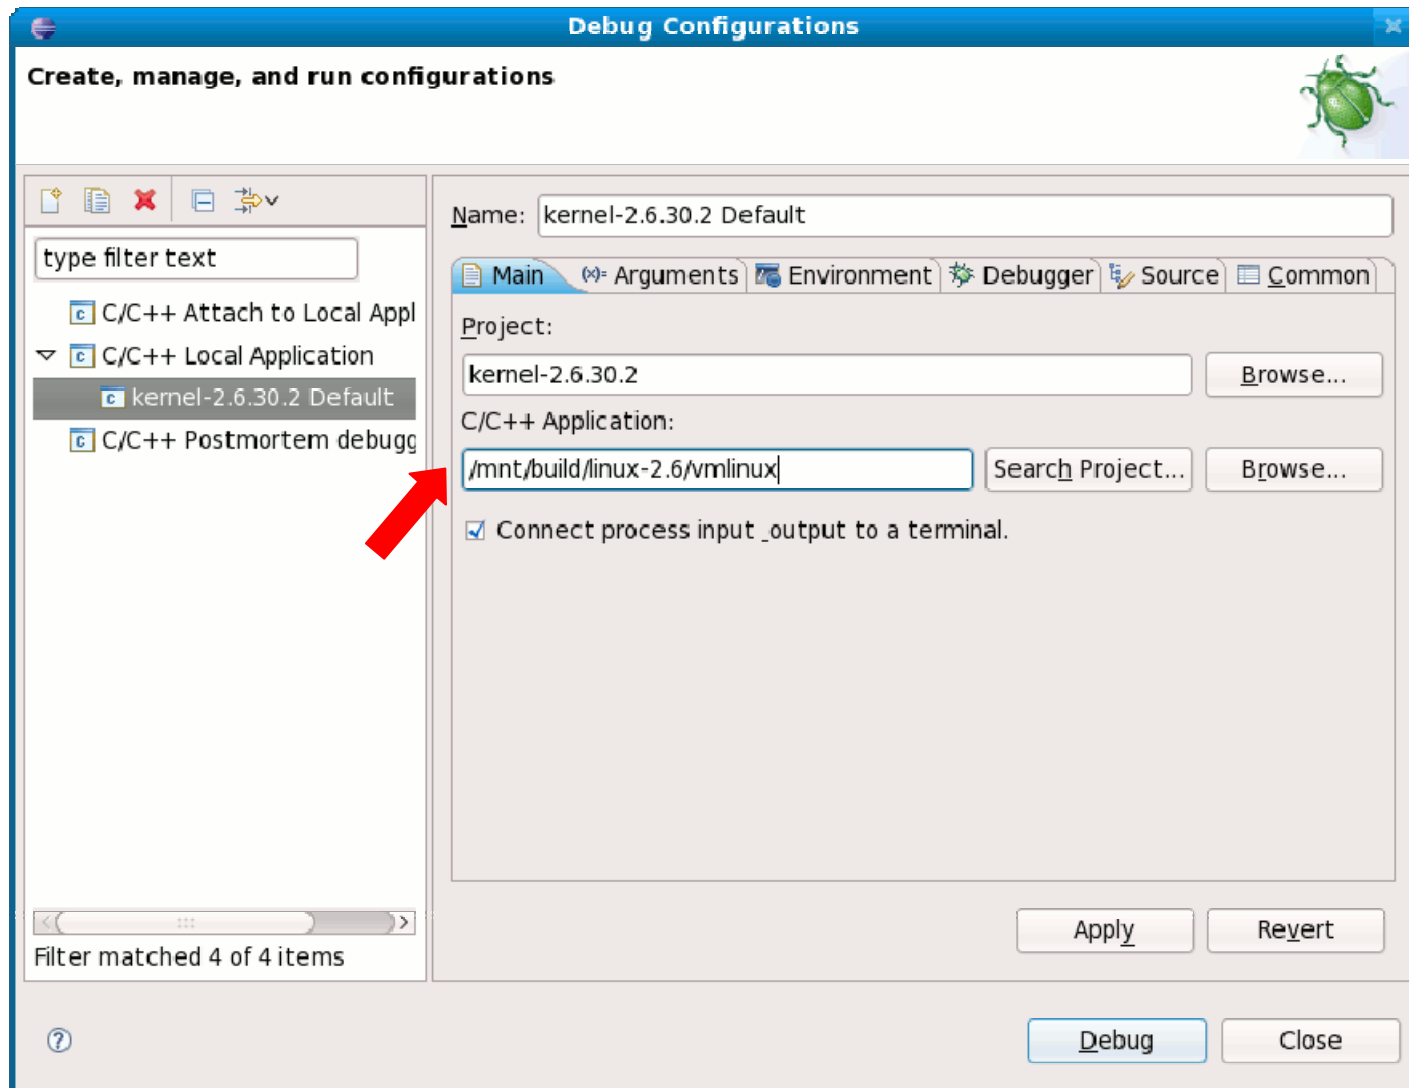 Debug Configurations
Create, manage, and run configurations
type filter text
C/C++ Attach to Local Appl
C/C++ Local Application
kernel-2.6.30.2 Default
C/C++ Postmortem debugg
Filter matched 4 of 4 items
Name: kernel-2.6.30.2 Default
Main (x)= Arguments Environment Debugger Source Common
Project:
kernel-2.6.30.2 Browse...
C/C++ Application:
/mnt/build/linux-2.6/vmlinux Search Project... Browse...
Connect process input _output to a terminal.
Apply Revert
? Debug Close